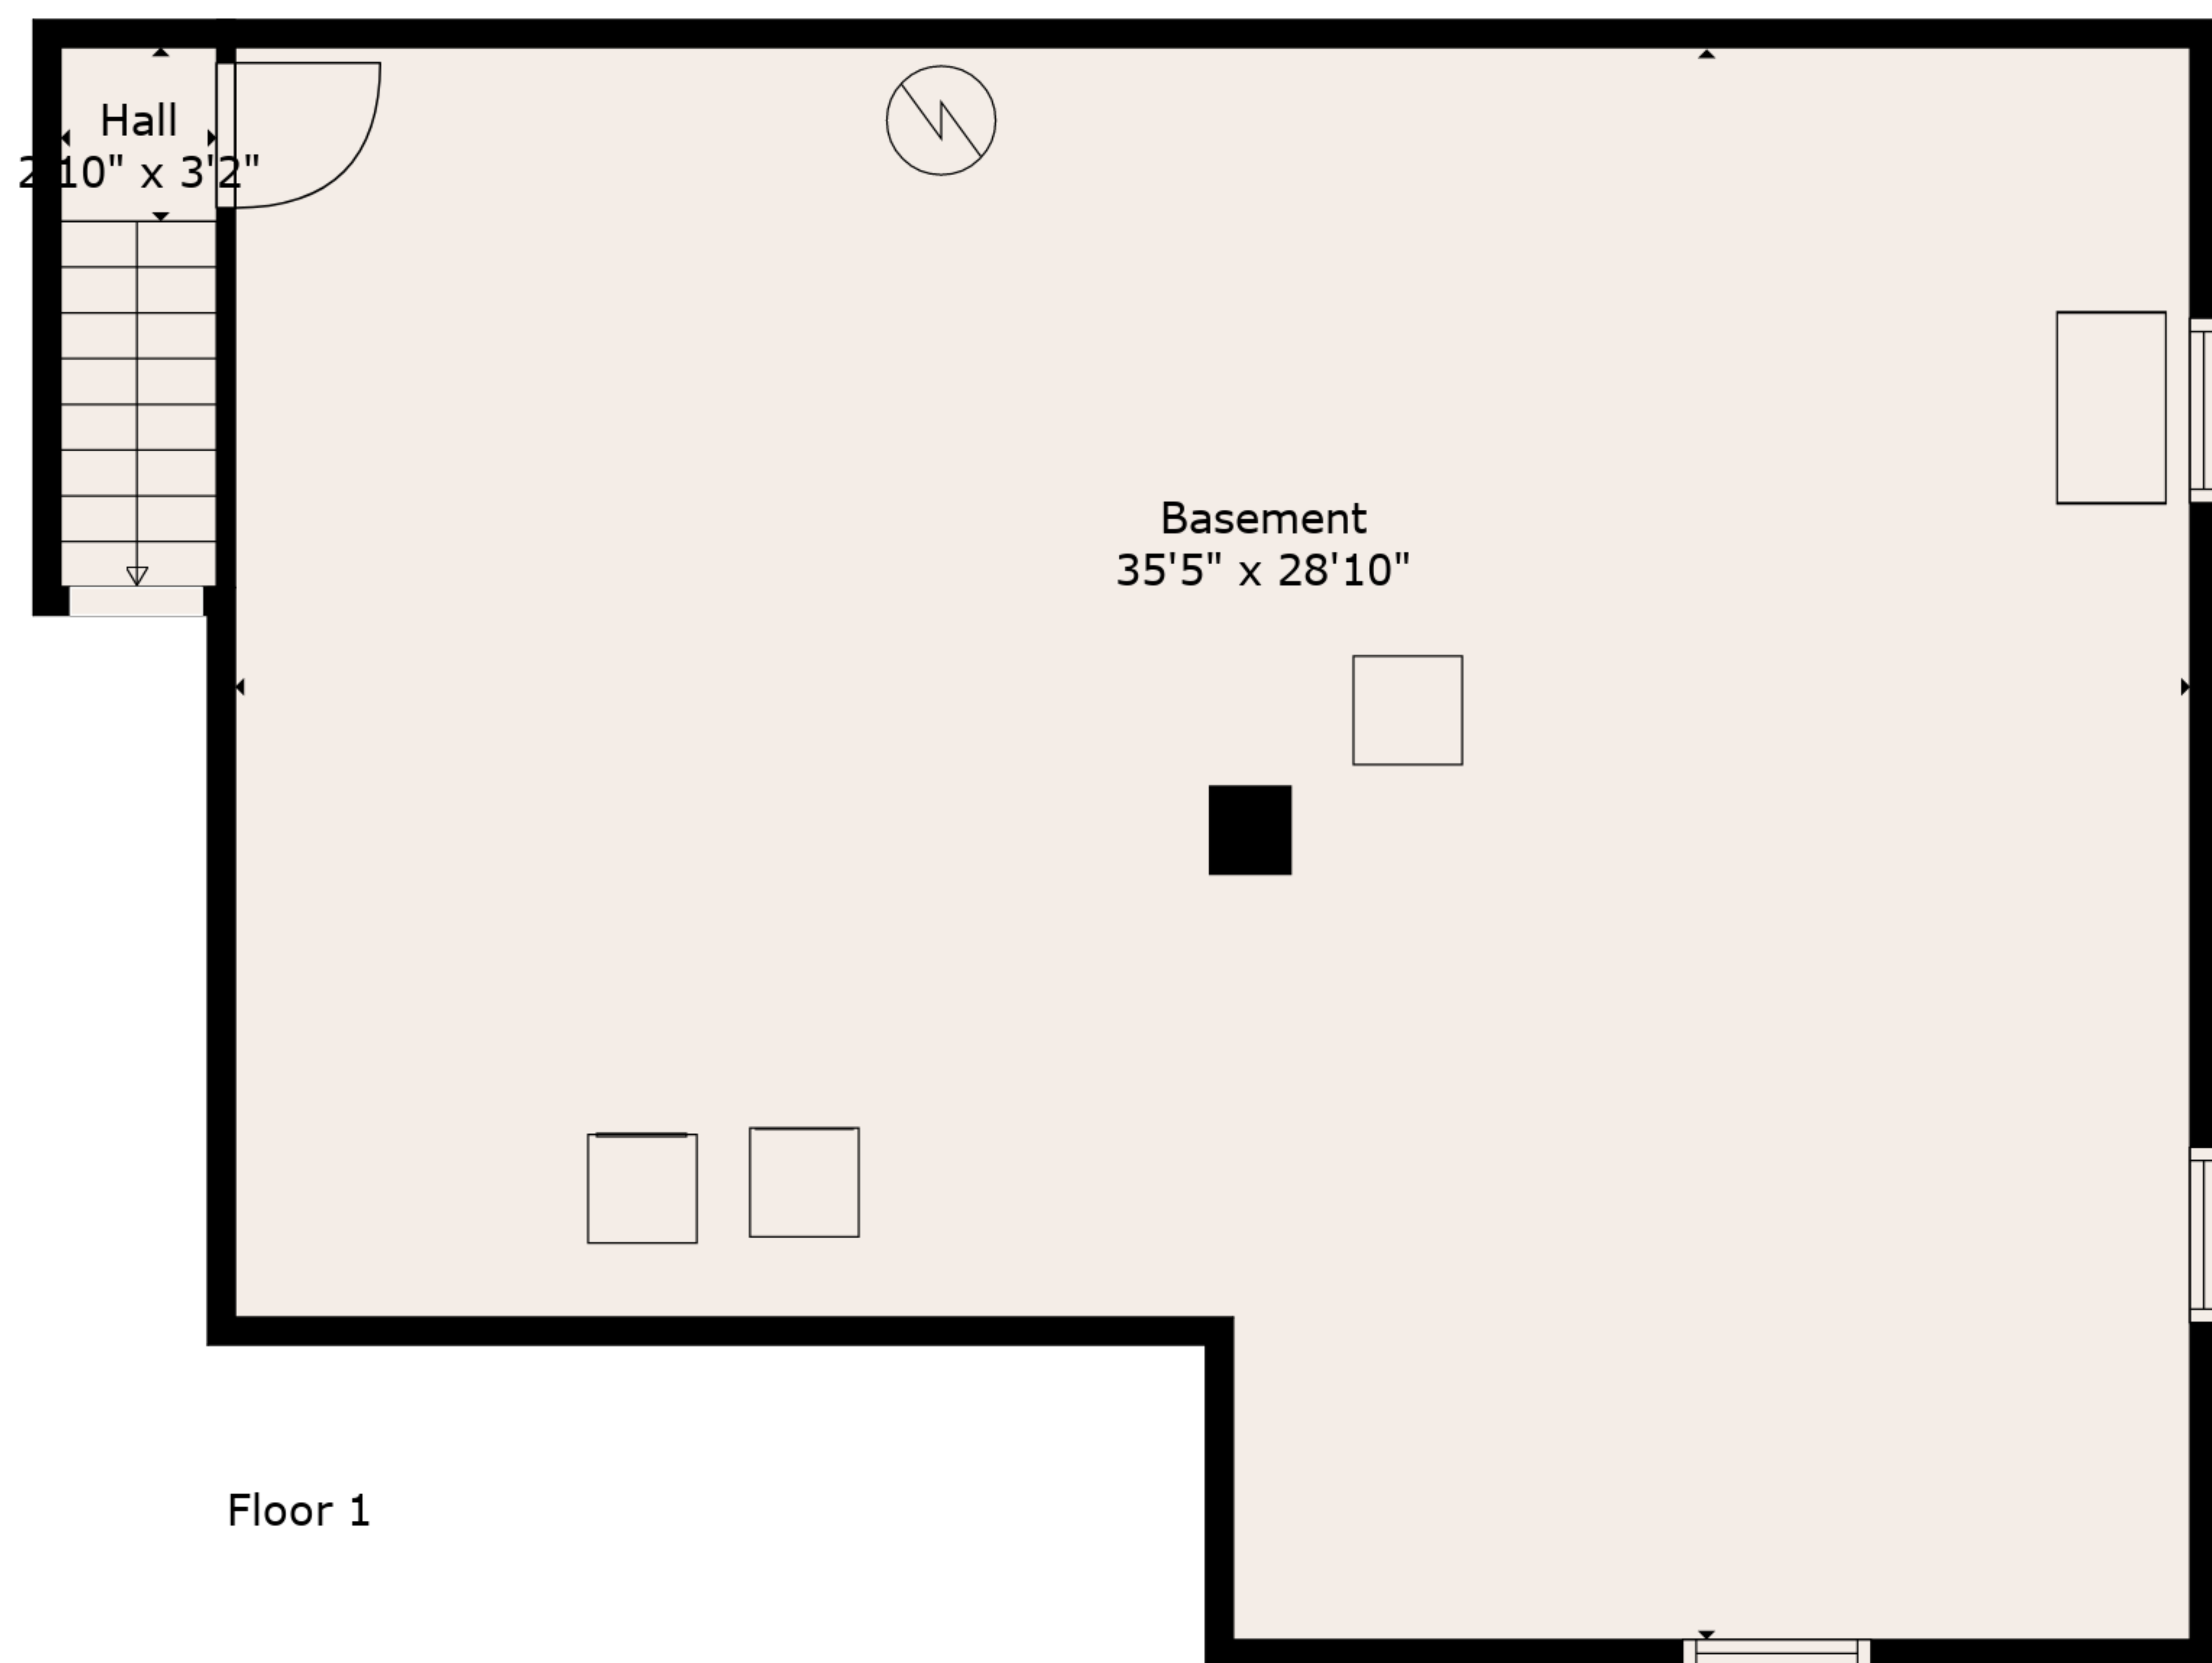 Hall
2'10" x 3'2"
Basement
35'5" x 28'10"
Floor 1